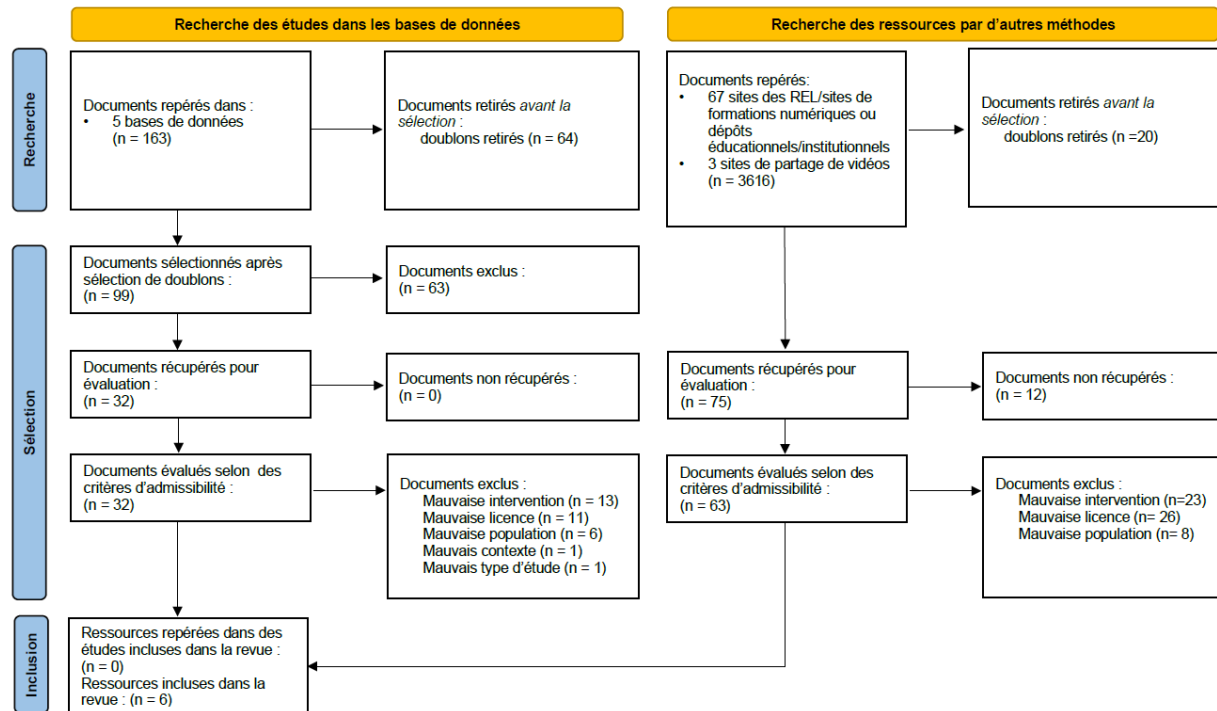 Recherche des études dans les bases de données
Recherche des ressources par d'autres méthodes
Recherche
Documents repérés dans :
• 5 bases de données
(n = 163)
Documents retirés avant la
sélection :
doublons retirés (n = 64)
Documents repérés:
• 67 sites des REL/sites de
formations numériques ou
dépôts
éducationnels/institutionnels
• 3 sites de partage de vidéos
(n = 3616)
Documents retirés avant la
sélection :
doublons retirés (n =20)
Sélection
Documents sélectionnés après
sélection de doublons :
(n = 99)
Documents exclus :
(n = 63)
Documents récupérés pour
évaluation :
(n = 32)
Documents non récupérés :
(n = 0)
Documents récupérés pour
évaluation :
(n = 75)
Documents non récupérés :
(n = 12)
Documents évalués selon des
critères d'admissibilité :
(n = 32)
Documents exclus :
Mauvaise intervention (n = 13)
Mauvaise licence (n = 11)
Mauvaise population (n = 6)
Mauvais contexte (n = 1)
Mauvais type d'étude (n = 1)
Documents évalués selon des
critères d'admissibilité :
(n = 63)
Documents exclus :
Mauvaise intervention (n=23)
Mauvaise licence (n= 26)
Mauvaise population (n= 8)
Inclusion
Ressources repérées dans des
études incluses dans la revue :
(n = 0)
Ressources incluses dans la
revue : (n = 6)